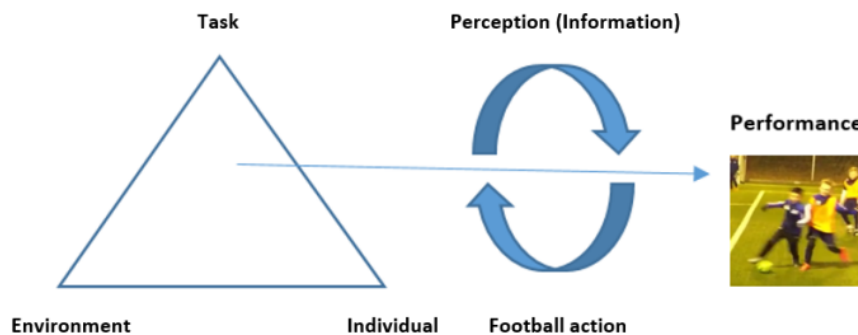 Task
Perception (Information)
Performance
Environment
Individual
Football action